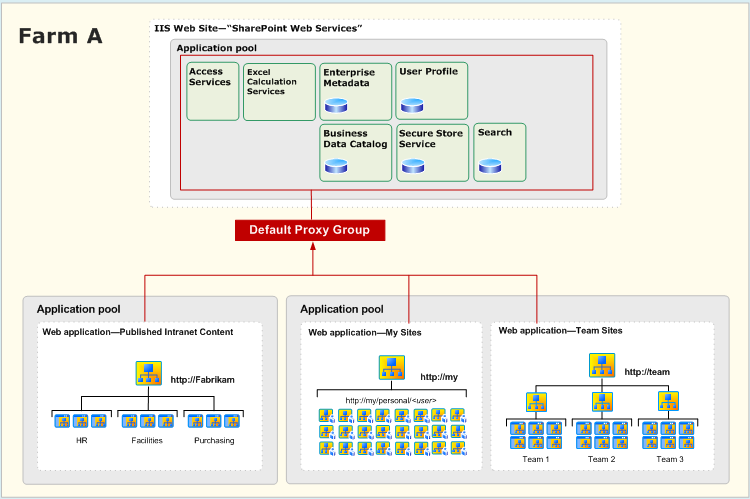 Farm A
IIS Web Site—“SharePoint Web Services”
Application pool
Access
Services
Excel
Calculation
Services
Enterprise
Metadata
User Profile
Business
Data Catalog
Secure Store
Service
Search
Default Proxy Group
Application pool
Web application—Published Intranet Content
http://Fabrikam
HR
Facilities
Purchasing
Application pool
Web application—My Sites
http://my
http://my/personal/<user>
Web application—Team Sites
http://team
Team 1
Team 2
Team 3